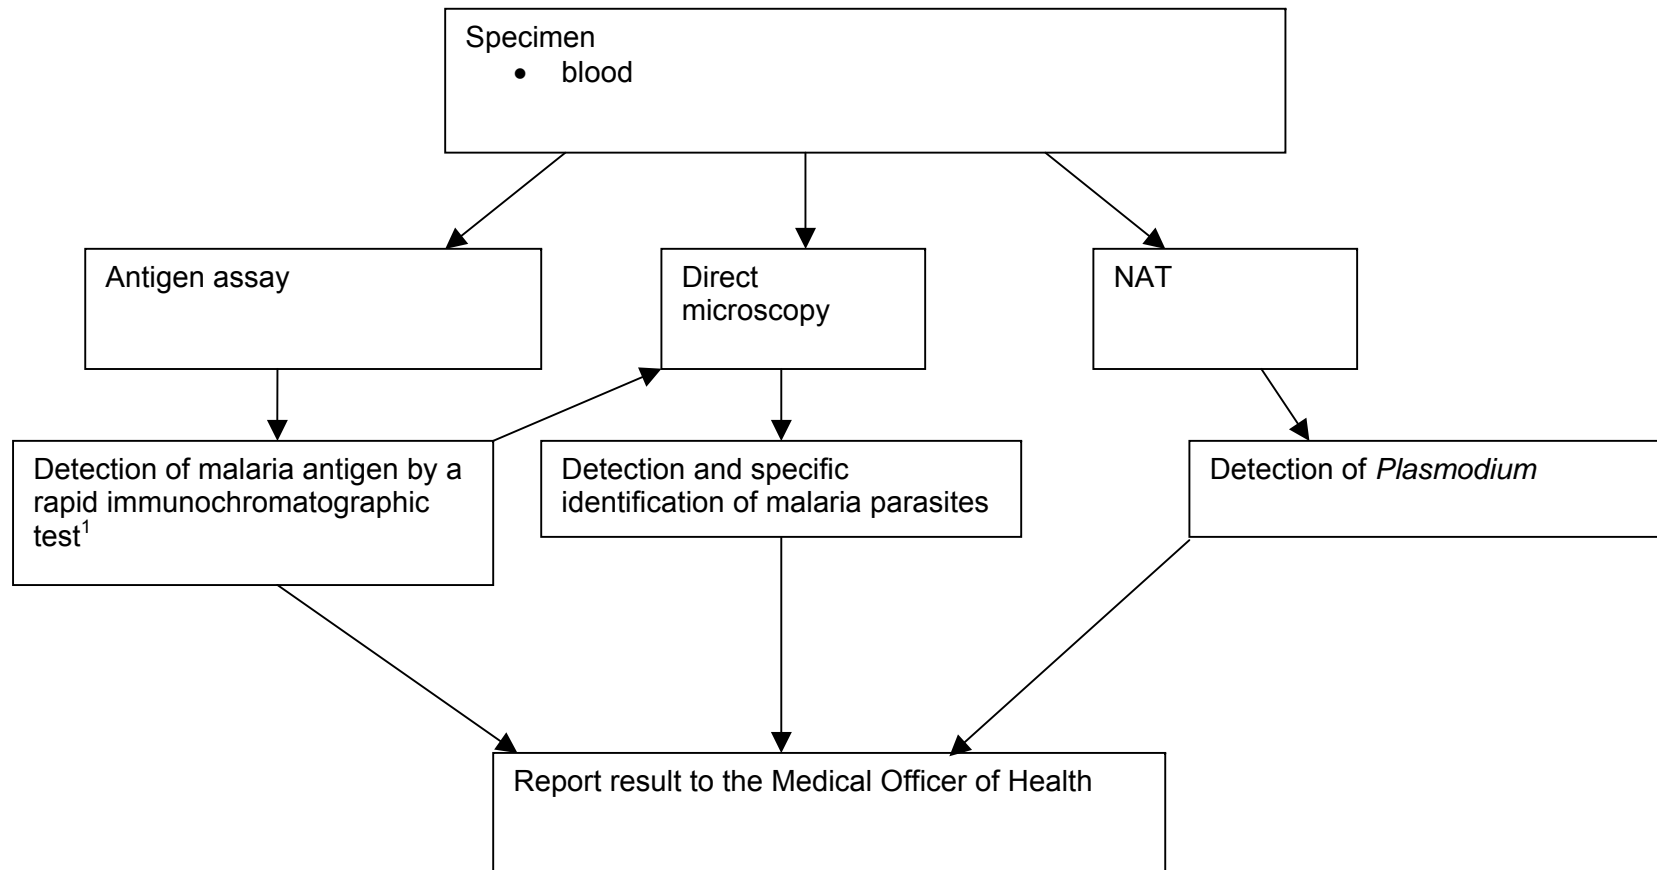 Specimen
• blood
Antigen assay
Direct
microscopy
NAT
Detection of malaria antigen by a
rapid immunochromatographic
test¹
Detection and specific
identification of malaria parasites
Detection of Plasmodium
Report result to the Medical Officer of Health